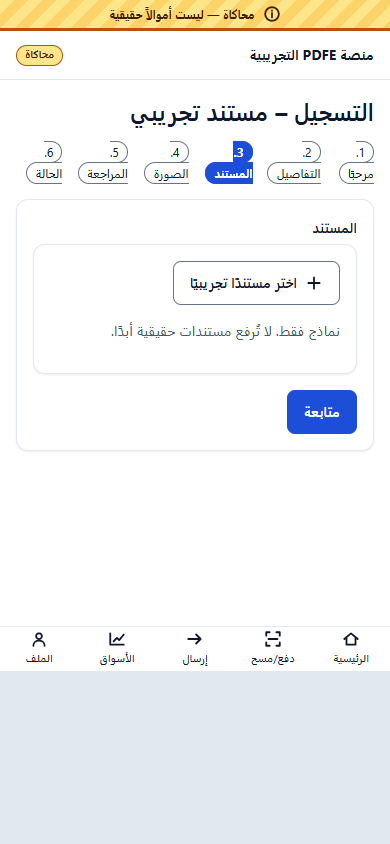 محاكاة — ليست أموالاً حقيقية
منصة PDFE التجريبية
محاكاة
التسجيل – مستند تجريبي
1. مرحبًا
2. التفاصيل
3. المستند
4. الصورة
5. المراجعة
6. الحالة
المستند
اختر مستندًا تجريبيًا
نماذج فقط. لا تُرفع مستندات حقيقية أبدًا.
متابعة
الرئيسية
دفع/مسح
إرسال
الأسواق
الملف